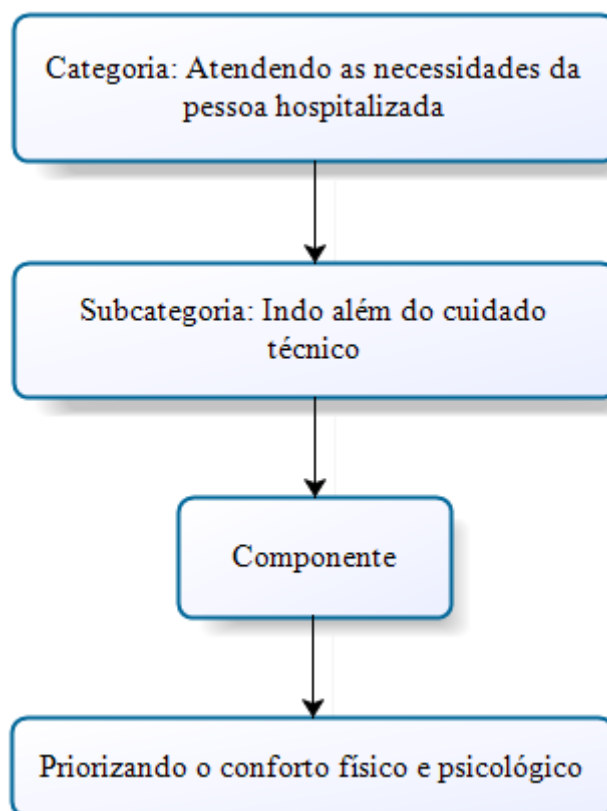 Categoria: Atendendo as necessidades da
pessoa hospitalizada
Subcategoria: Indo além do cuidado
técnico
Componente
Priorizando o conforto físico e psicológico